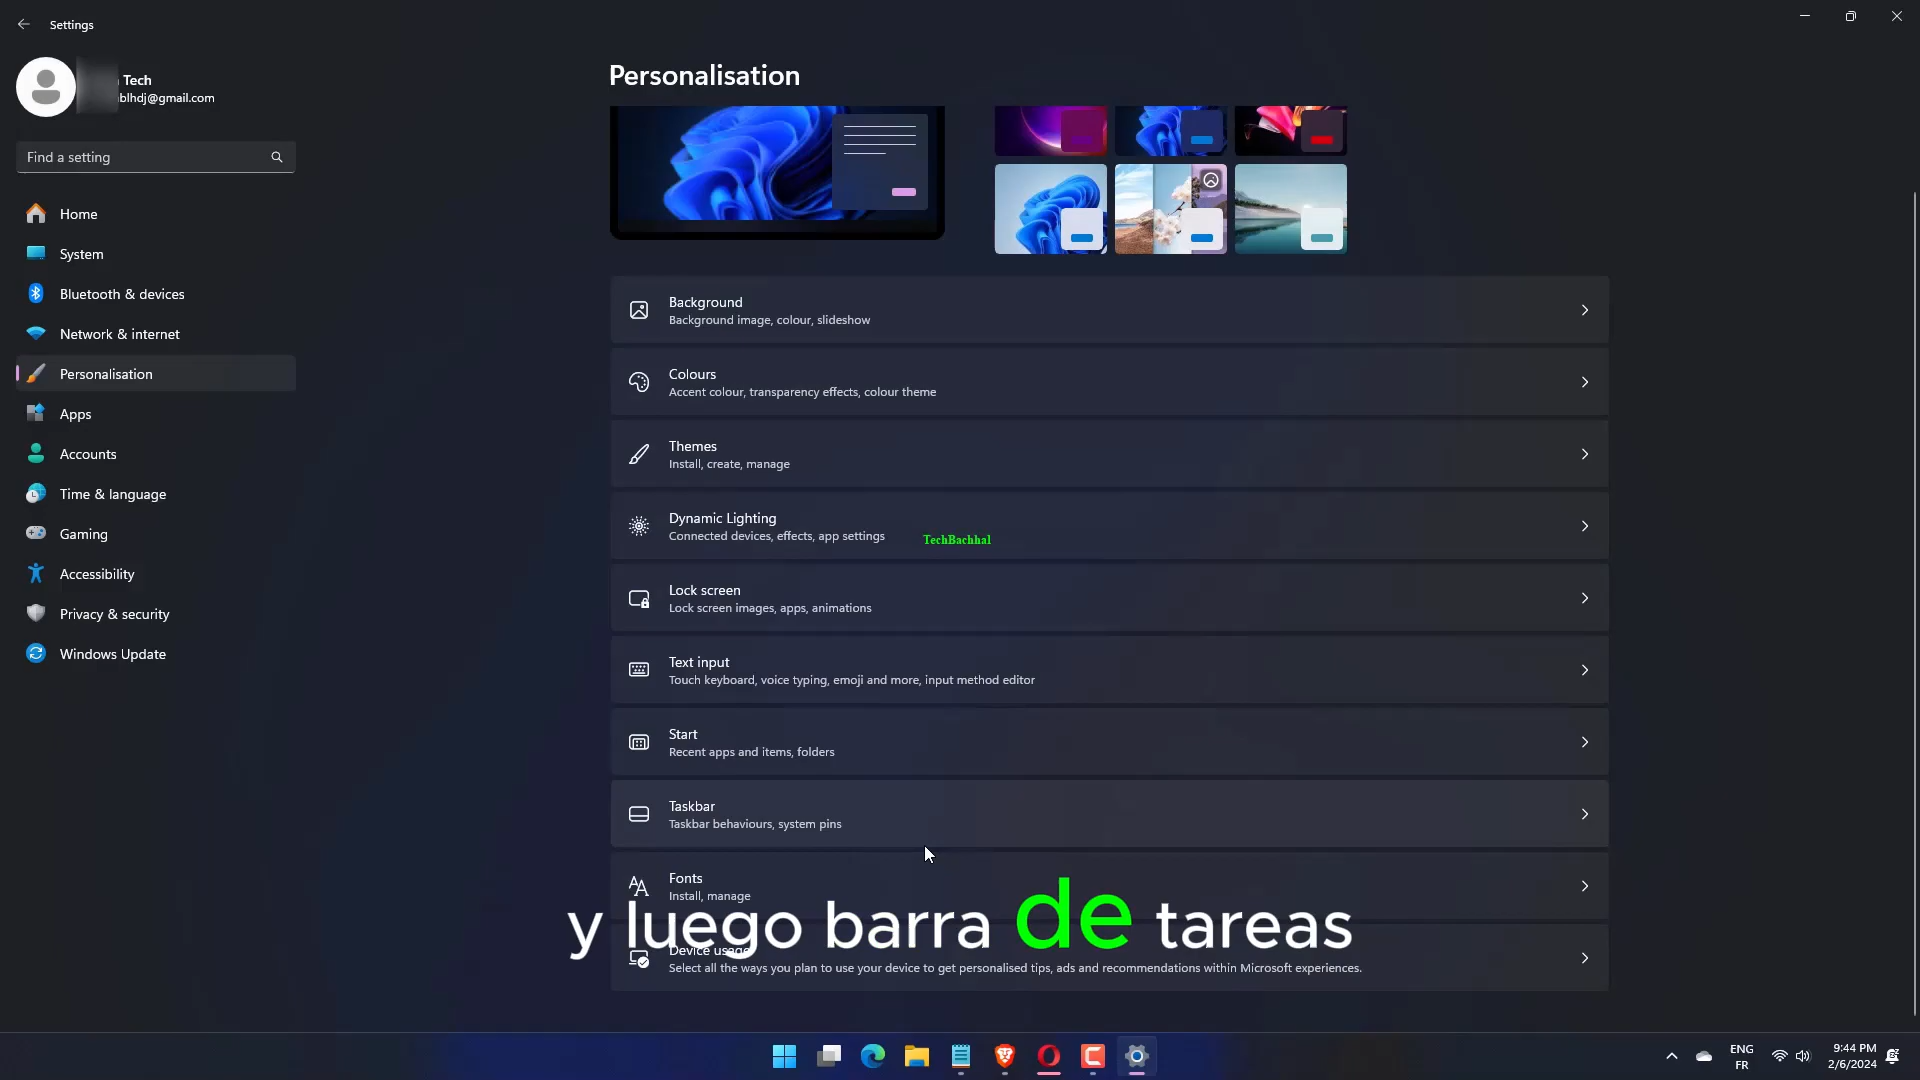 Settings
Tech
blhdj@gmail.com
Find a setting
Home
System
Bluetooth & devices
Network & internet
Personalisation
Apps
Accounts
Time & language
Gaming
Accessibility
Privacy & security
Windows Update
Personalisation
Background
Background image, colour, slideshow
Colours
Accent colour, transparency effects, colour theme
Themes
Install, create, manage
Dynamic Lighting
Connected devices, effects, app settings
TechBachhal
Lock screen
Lock screen images, apps, animations
Text input
Touch keyboard, voice typing, emoji and more, input method editor
Start
Recent apps and items, folders
Taskbar
Taskbar behaviours, system pins
Fonts
Install, manage
y luego barra de tareas
Device usage
Select all the ways you plan to use your device to get personalised tips, ads and recommendations within Microsoft experiences.
ENG
FR
9:44 PM
2/6/2024